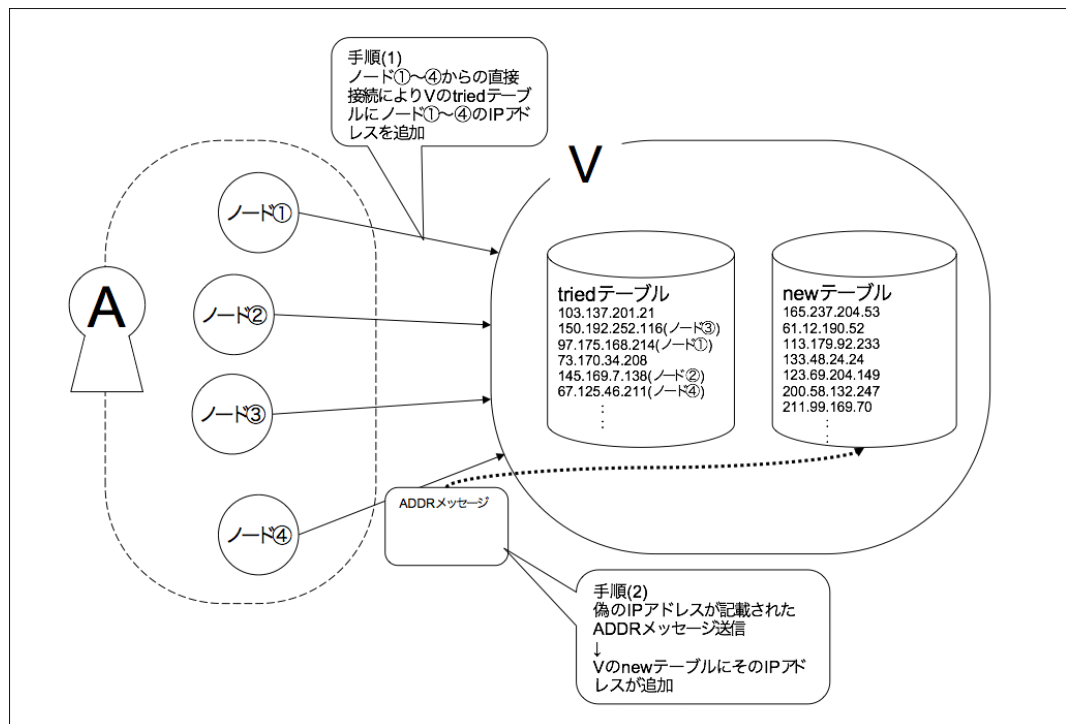 手順(1)
ノード①～④からの直接
接続によりVのtriedテーブ
ルにノード①～④のIPアド
レスを追加
V
A
ノード①
ノード②
ノード③
ノード④
triedテーブル
103.137.201.21
150.192.252.116(ノード③)
97.175.168.214(ノード①)
73.170.34.208
145.169.7.138(ノード②)
67.125.46.211(ノード④)
:
:
newテーブル
165.237.204.53
61.12.190.52
113.179.92.233
133.48.24.24
123.69.204.149
200.58.132.247
211.99.169.70
:
:
ADDRメッセージ
手順(2)
偽のIPアドレスが記載された
ADDRメッセージ送信
↓
VのnewテーブルにそのIPアド
レスが追加